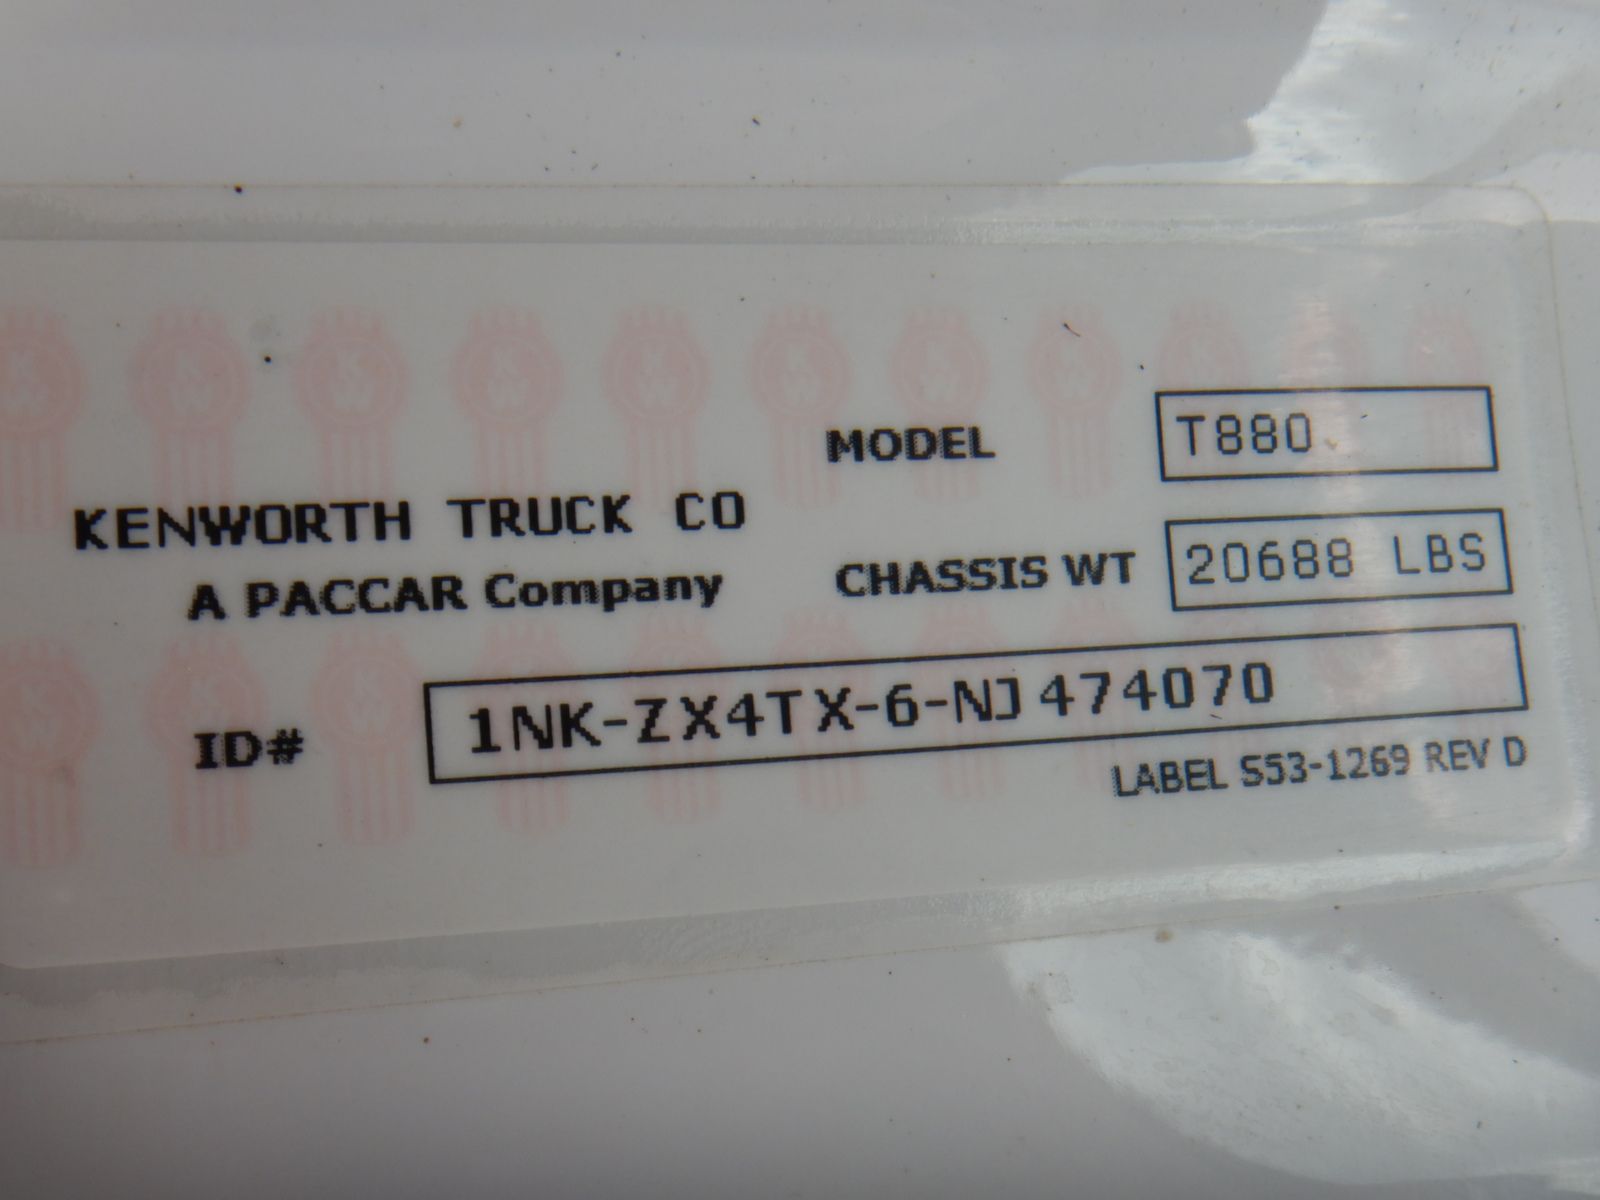 MODEL T880
KENWORTH TRUCK CO
A PACCAR Company
CHASSIS WT 20688 LBS
ID# 1NK-ZX4TX-6-NJ474070
LABEL S53-1269 REV D